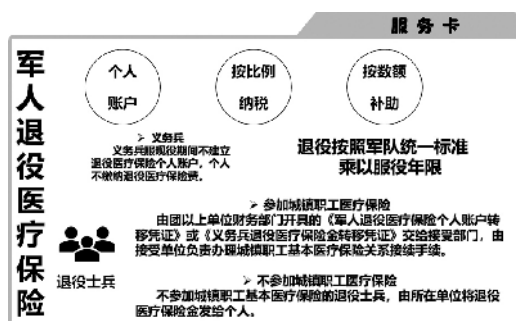 服务卡
军人退役医疗保险
个人
账户
按比例
纳税
按数额
补助
➢ 义务兵
义务兵服现役期间不建立
退役医疗保险个人账户，个人
不缴纳退役医疗保险费。
退役按照军队统一标准
乘以服役年限
➢ 参加城镇职工医疗保险
由团以上单位财务部门开具的《军人退役医疗保险个人账户转
移凭证》或《义务兵退役医疗保险金转移凭证》交给接受部门，由
接受单位负责办理城镇职工基本医疗保险关系接续手续。
退役士兵
➢ 不参加城镇职工医疗保险
不参加城镇职工基本医疗保险的退役士兵，由所在单位将退役
医疗保险金发给个人。